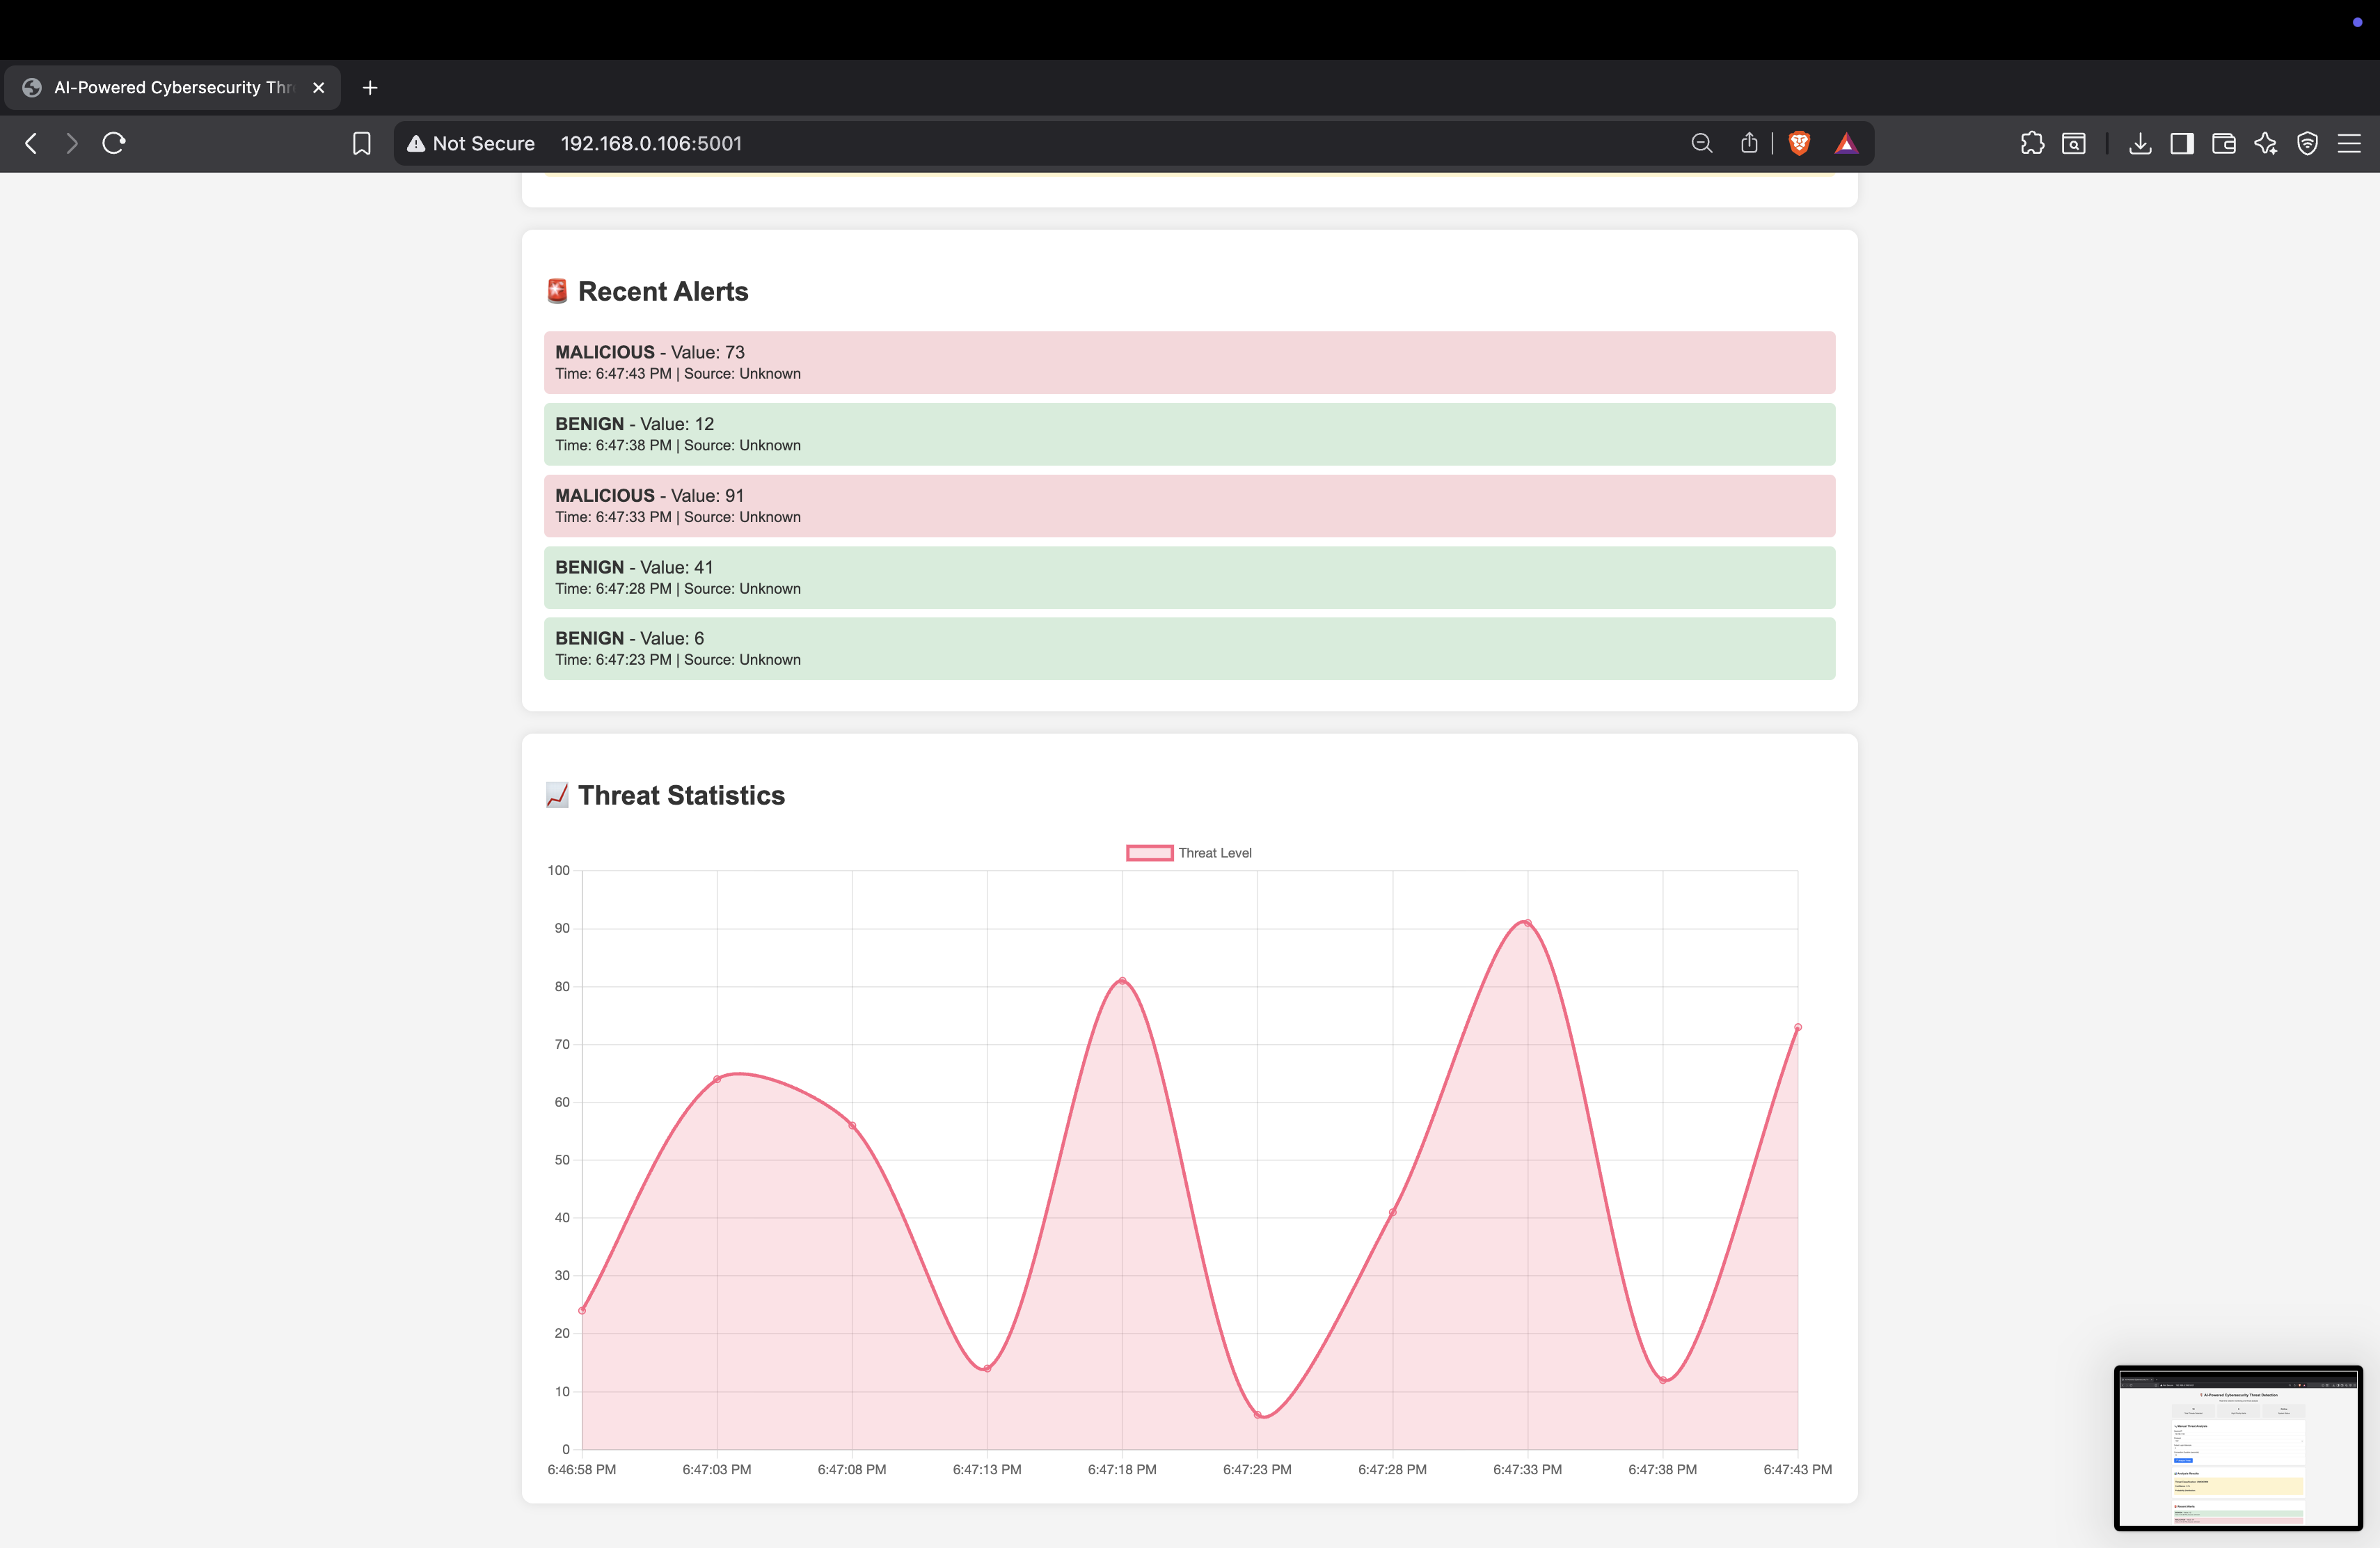 AI-Powered Cybersecurity Thr
Not Secure 192.168.0.106:5001
Recent Alerts
MALICIOUS - Value: 73
Time: 6:47:43 PM | Source: Unknown
BENIGN - Value: 12
Time: 6:47:38 PM | Source: Unknown
MALICIOUS - Value: 91
Time: 6:47:33 PM | Source: Unknown
BENIGN - Value: 41
Time: 6:47:28 PM | Source: Unknown
BENIGN - Value: 6
Time: 6:47:23 PM | Source: Unknown
Threat Statistics
Threat Level
100
90
80
70
60
50
40
30
20
10
0
6:46:58 PM 6:47:03 PM 6:47:08 PM 6:47:13 PM 6:47:18 PM 6:47:23 PM 6:47:28 PM 6:47:33 PM 6:47:38 PM 6:47:43 PM
AI-Powered Cybersecurity Threat Detection